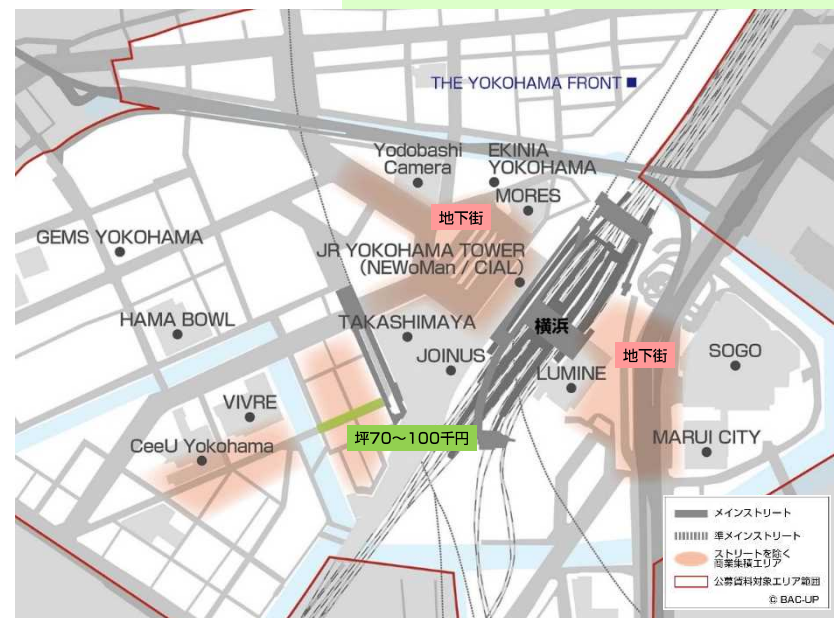 THE YOKOHAMA FRONT
Yodobashi
Camera
EKINIA
YOKOHAMA
MORES
地下街
GEMS YOKOHAMA
JR YOKOHAMA TOWER
(NEWoMan / CIAL)
HAMA BOWL
TAKASHIMAYA
横浜
JOINUS
地下街
SOGO
LUMINE
VIVRE
CeeU Yokohama
坪70～100千円
MARUI CITY
メインストリート
準メインストリート
ストリートを除く
商業集積エリア
公募賃料対象エリア範囲
© BAC-UP